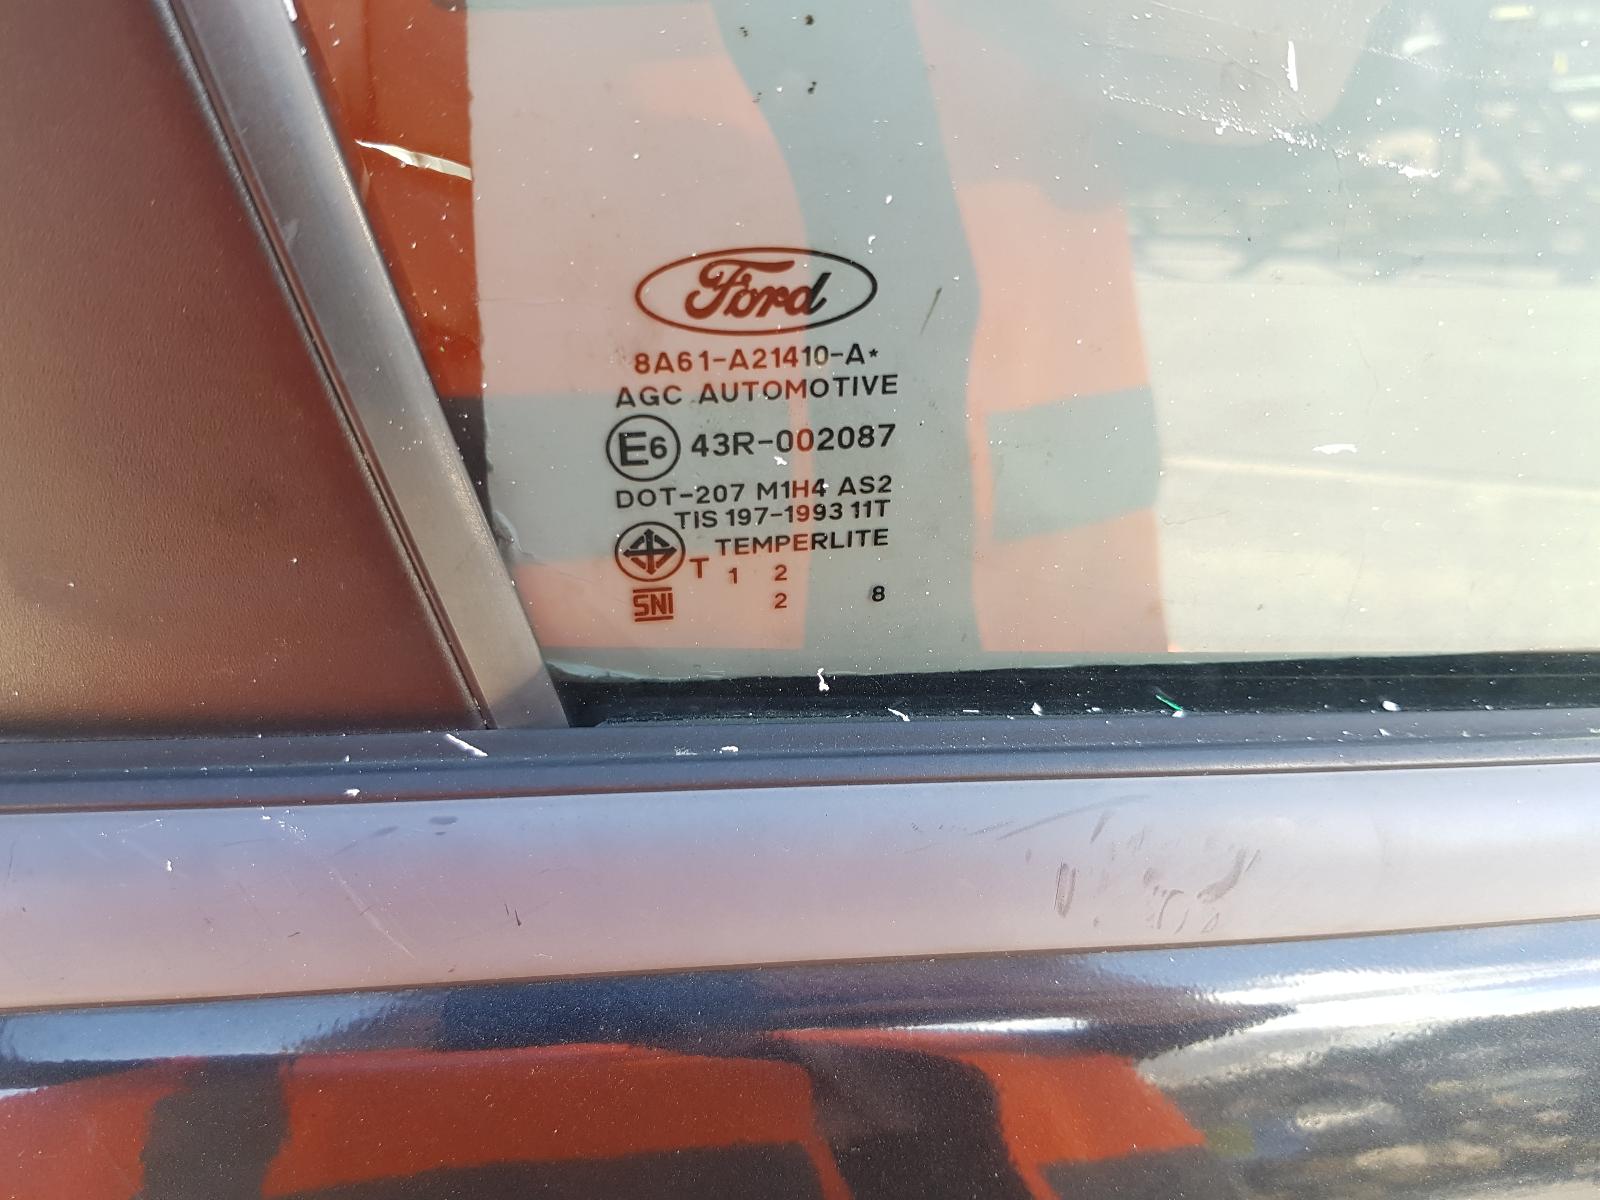 Ford
8A61-A21410-A*
AGC AUTOMOTIVE
E6 43R-002087
DOT-207 M1H4 AS2
TIS 197-1993 11T
TEMPERLITE
T 1 2
SNI 2 8